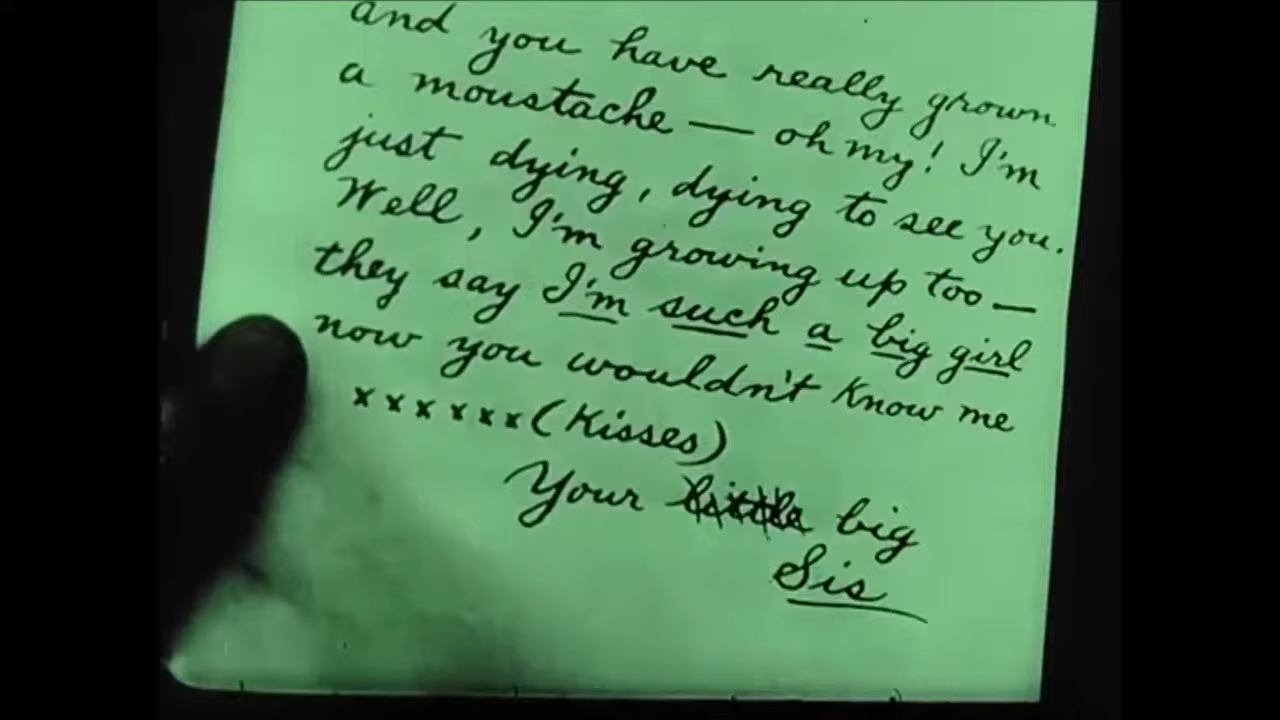 and you have really grown
a moustache — oh my! I'm
just dying, dying to see you.
Well, I'm growing up too —
they say I'm such a big girl
now you wouldn't know me
xxxxxx (Kisses)
Your little big
Sis